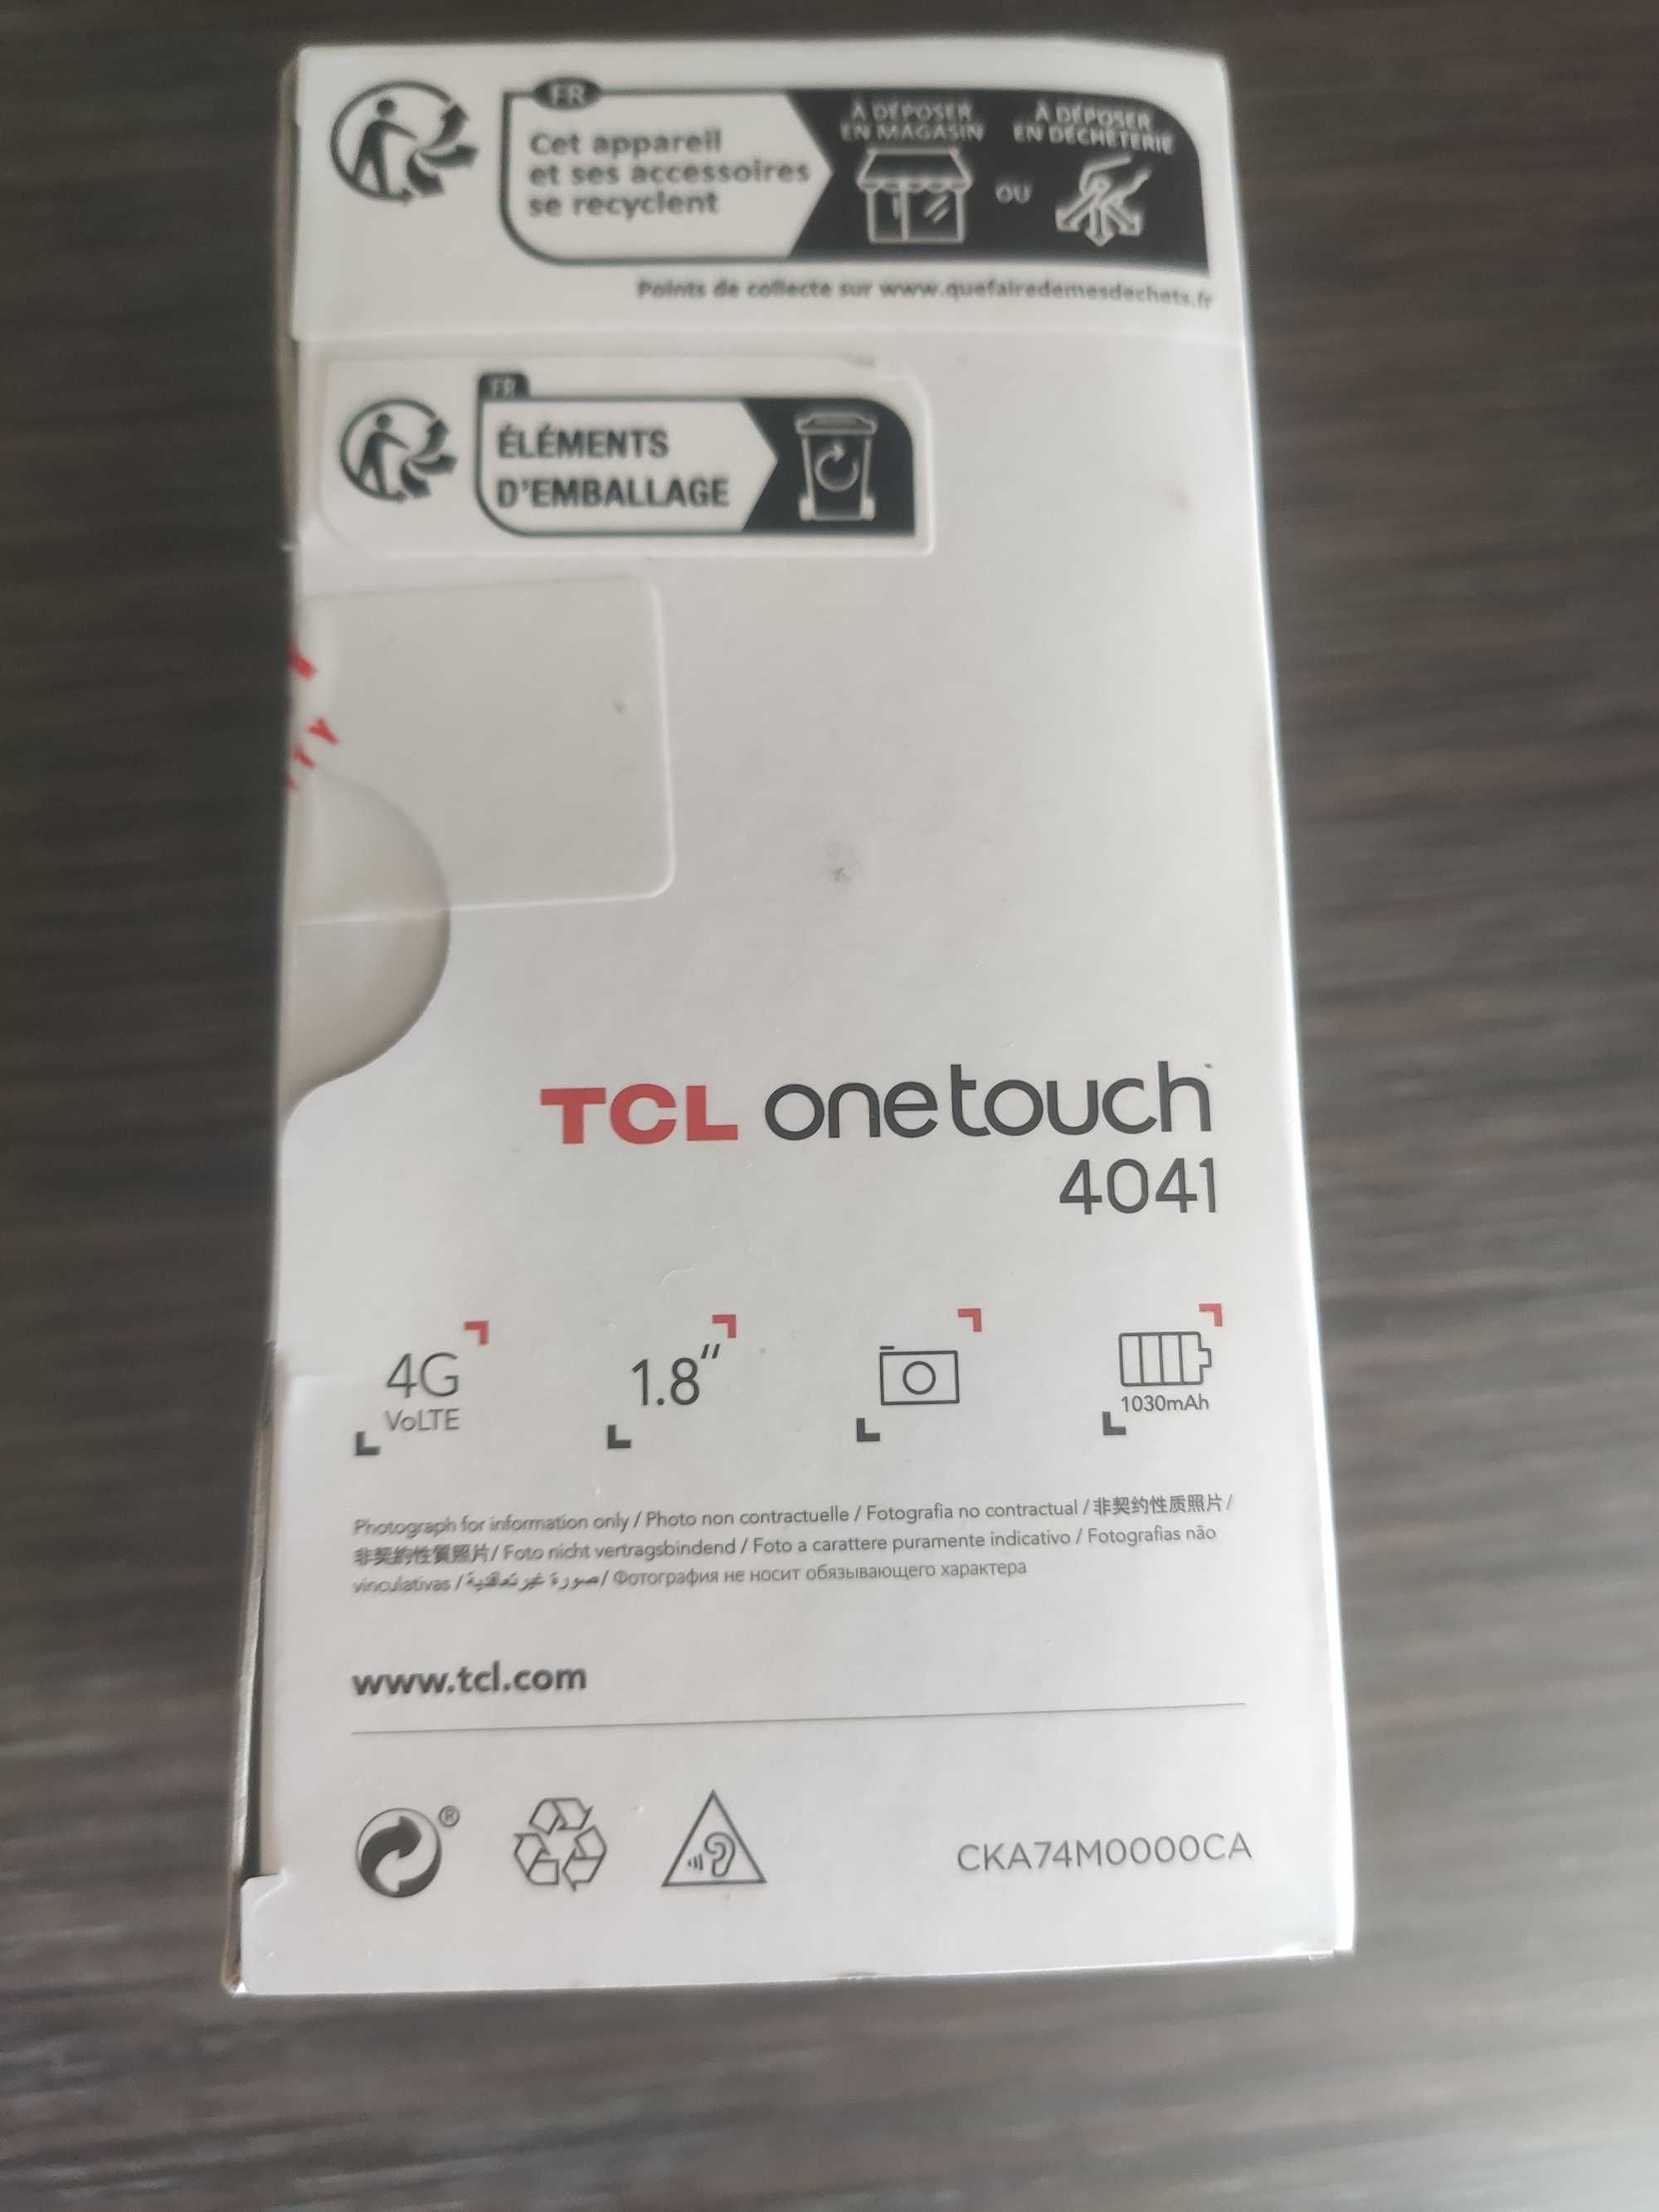 FR
Cet appareil
et ses accessoires
se recyclent
À DÉPOSER
EN MAGASIN
OU
À DÉPOSER
EN DÉCHÈTERIE
Points de collecte sur www.quefairedemesdechets.fr
FR
ÉLÉMENTS
D'EMBALLAGE
TCL onetouch
4041
4G
VoLTE
1.8"
1030mAh
Photograph for information only / Photo non contractuelle / Fotografía no contractual / 非契约性质照片 /
非契約性質照片 / Foto nicht vertragsbindend / Foto a carattere puramente indicativo / Fotografias não
vinculativas / صورة غير تعاقدية / Фотография не носит обязывающего характера
www.tcl.com
®
CKA74M0000CA